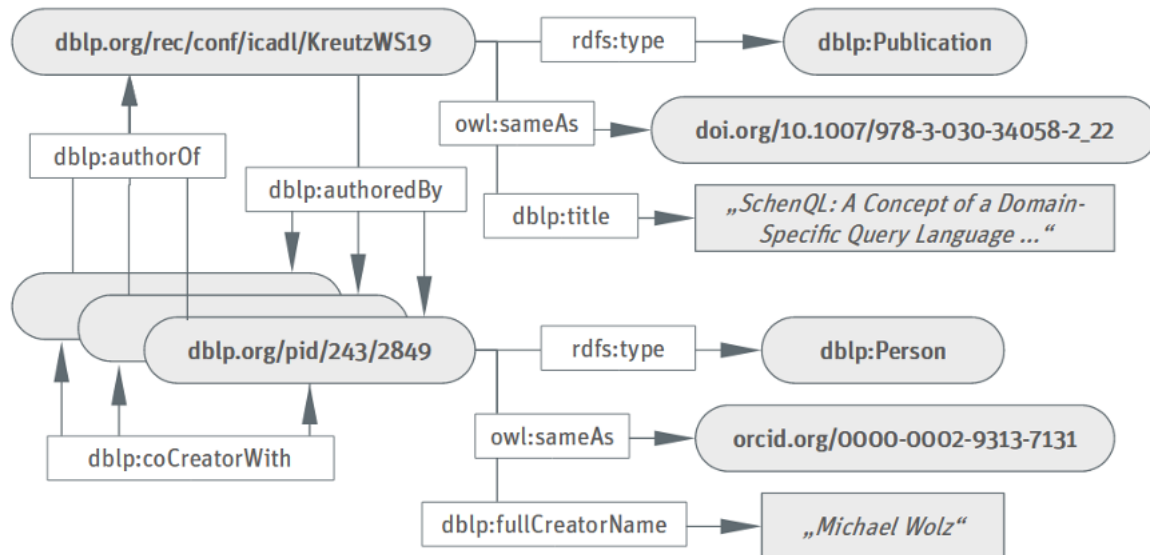 dblp.org/rec/conf/icadl/KreutzWS19
rdfs:type
dblp:Publication
owl:sameAs
doi.org/10.1007/978-3-030-34058-2_22
dblp:authorOf
dblp:authoredBy
dblp:title
„SchenQL: A Concept of a Domain-
Specific Query Language ...“
dblp.org/pid/243/2849
rdfs:type
dblp:Person
owl:sameAs
orcid.org/0000-0002-9313-7131
dblp:coCreatorWith
dblp:fullCreatorName
„Michael Wolz“